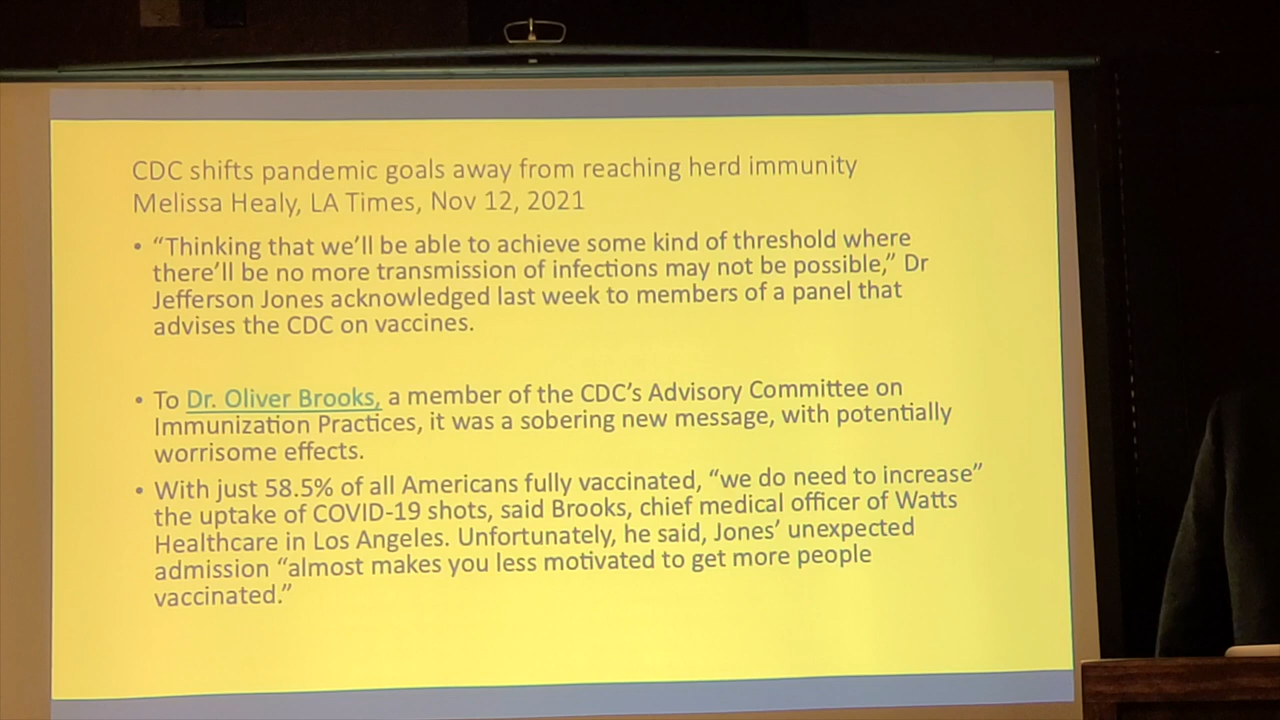 CDC shifts pandemic goals away from reaching herd immunity
Melissa Healy, LA Times, Nov 12, 2021
• “Thinking that we’ll be able to achieve some kind of threshold where
there’ll be no more transmission of infections may not be possible,” Dr
Jefferson Jones acknowledged last week to members of a panel that
advises the CDC on vaccines.
• To Dr. Oliver Brooks, a member of the CDC’s Advisory Committee on
Immunization Practices, it was a sobering new message, with potentially
worrisome effects.
• With just 58.5% of all Americans fully vaccinated, “we do need to increase”
the uptake of COVID-19 shots, said Brooks, chief medical officer of Watts
Healthcare in Los Angeles. Unfortunately, he said, Jones’ unexpected
admission “almost makes you less motivated to get more people
vaccinated.”